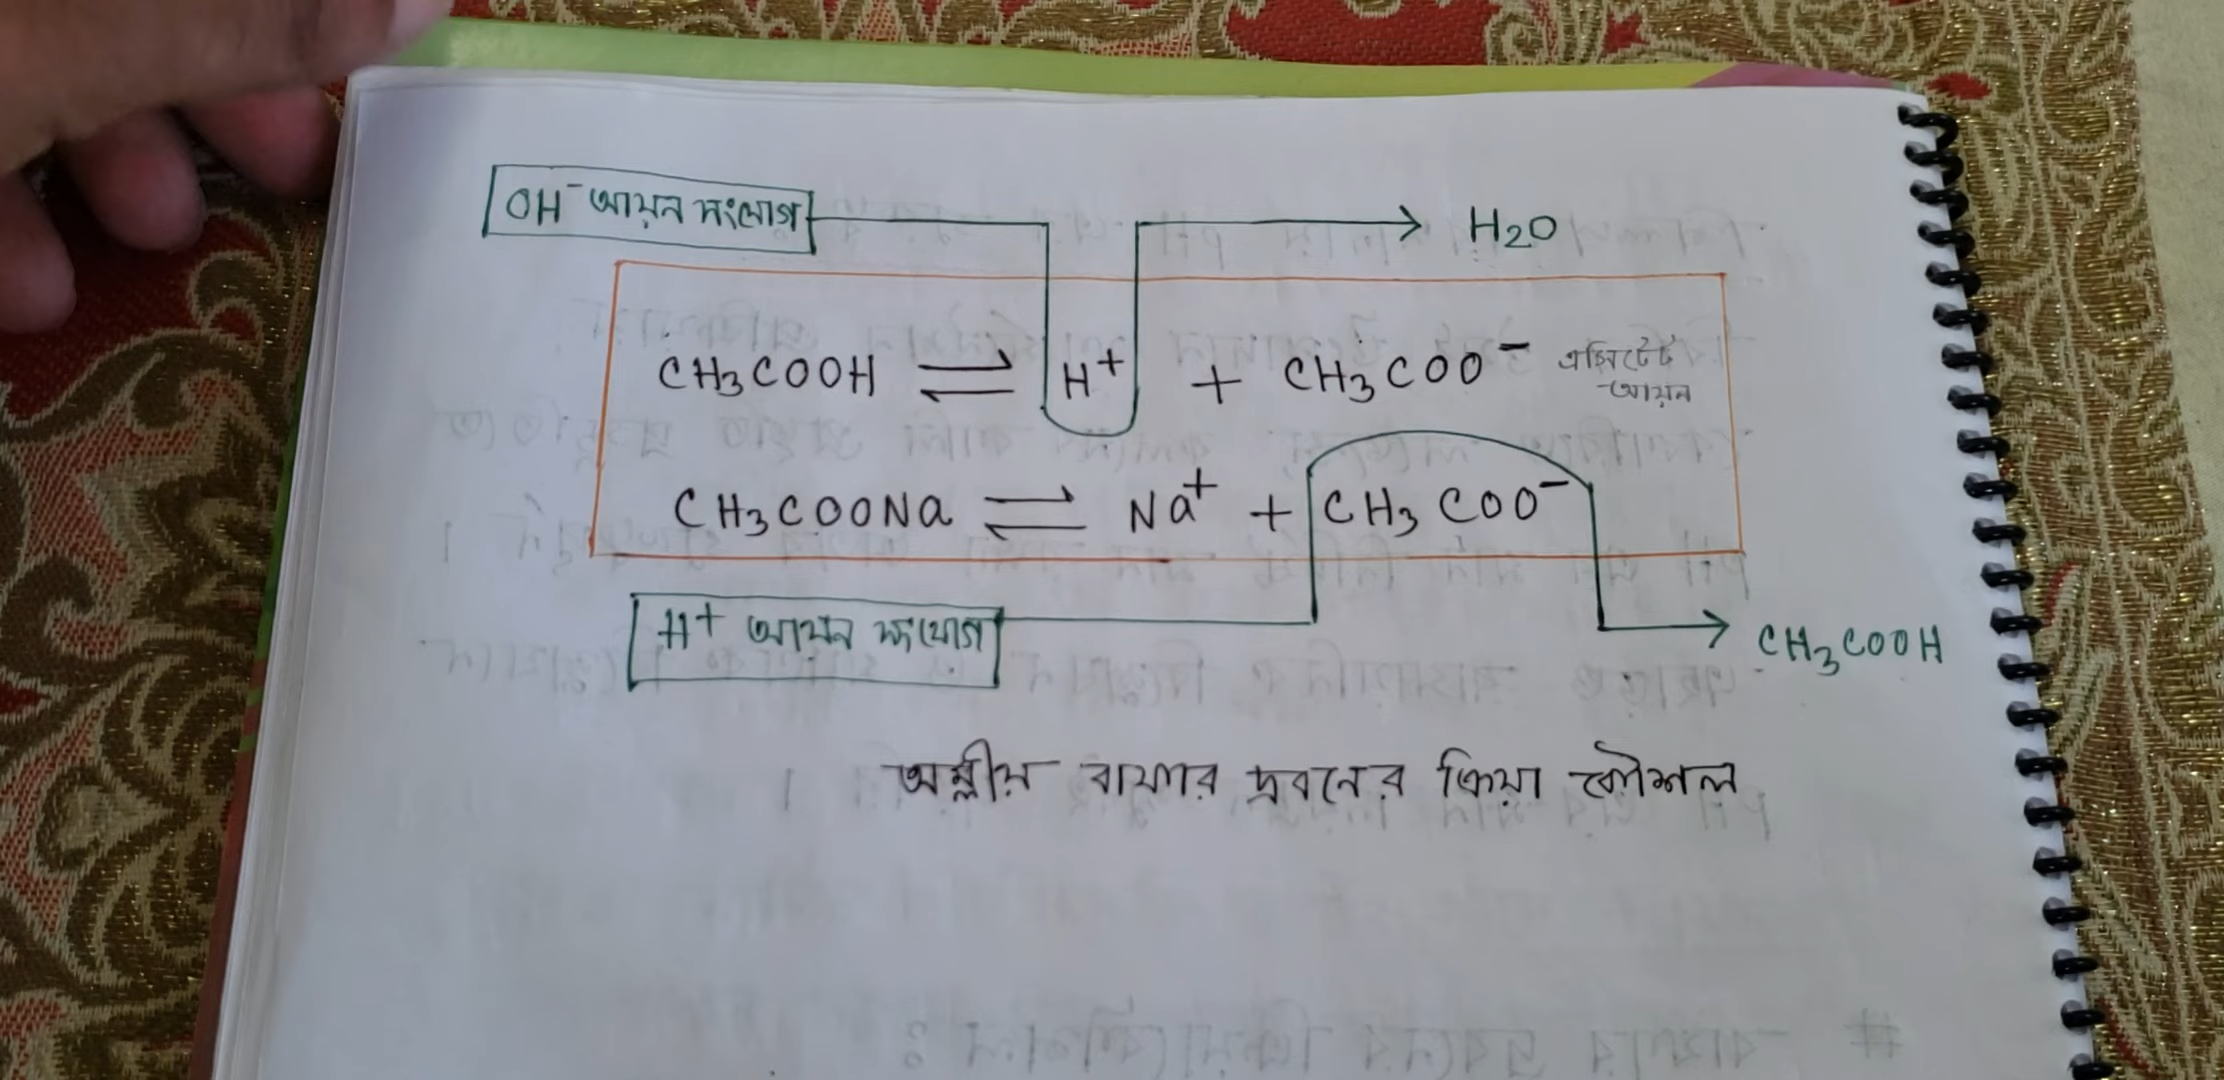 OH⁻ আয়ন সংযোগ → H2O
CH3COOH ⇌ H⁺ + CH3COO⁻ এসিটেট আয়ন
CH3COONa ⇌ Na⁺ + CH3COO⁻
H⁺ আয়ন সংযোগ → CH3COOH
অম্লীয় বাফার দ্রবনের ক্রিয়া কৌশল